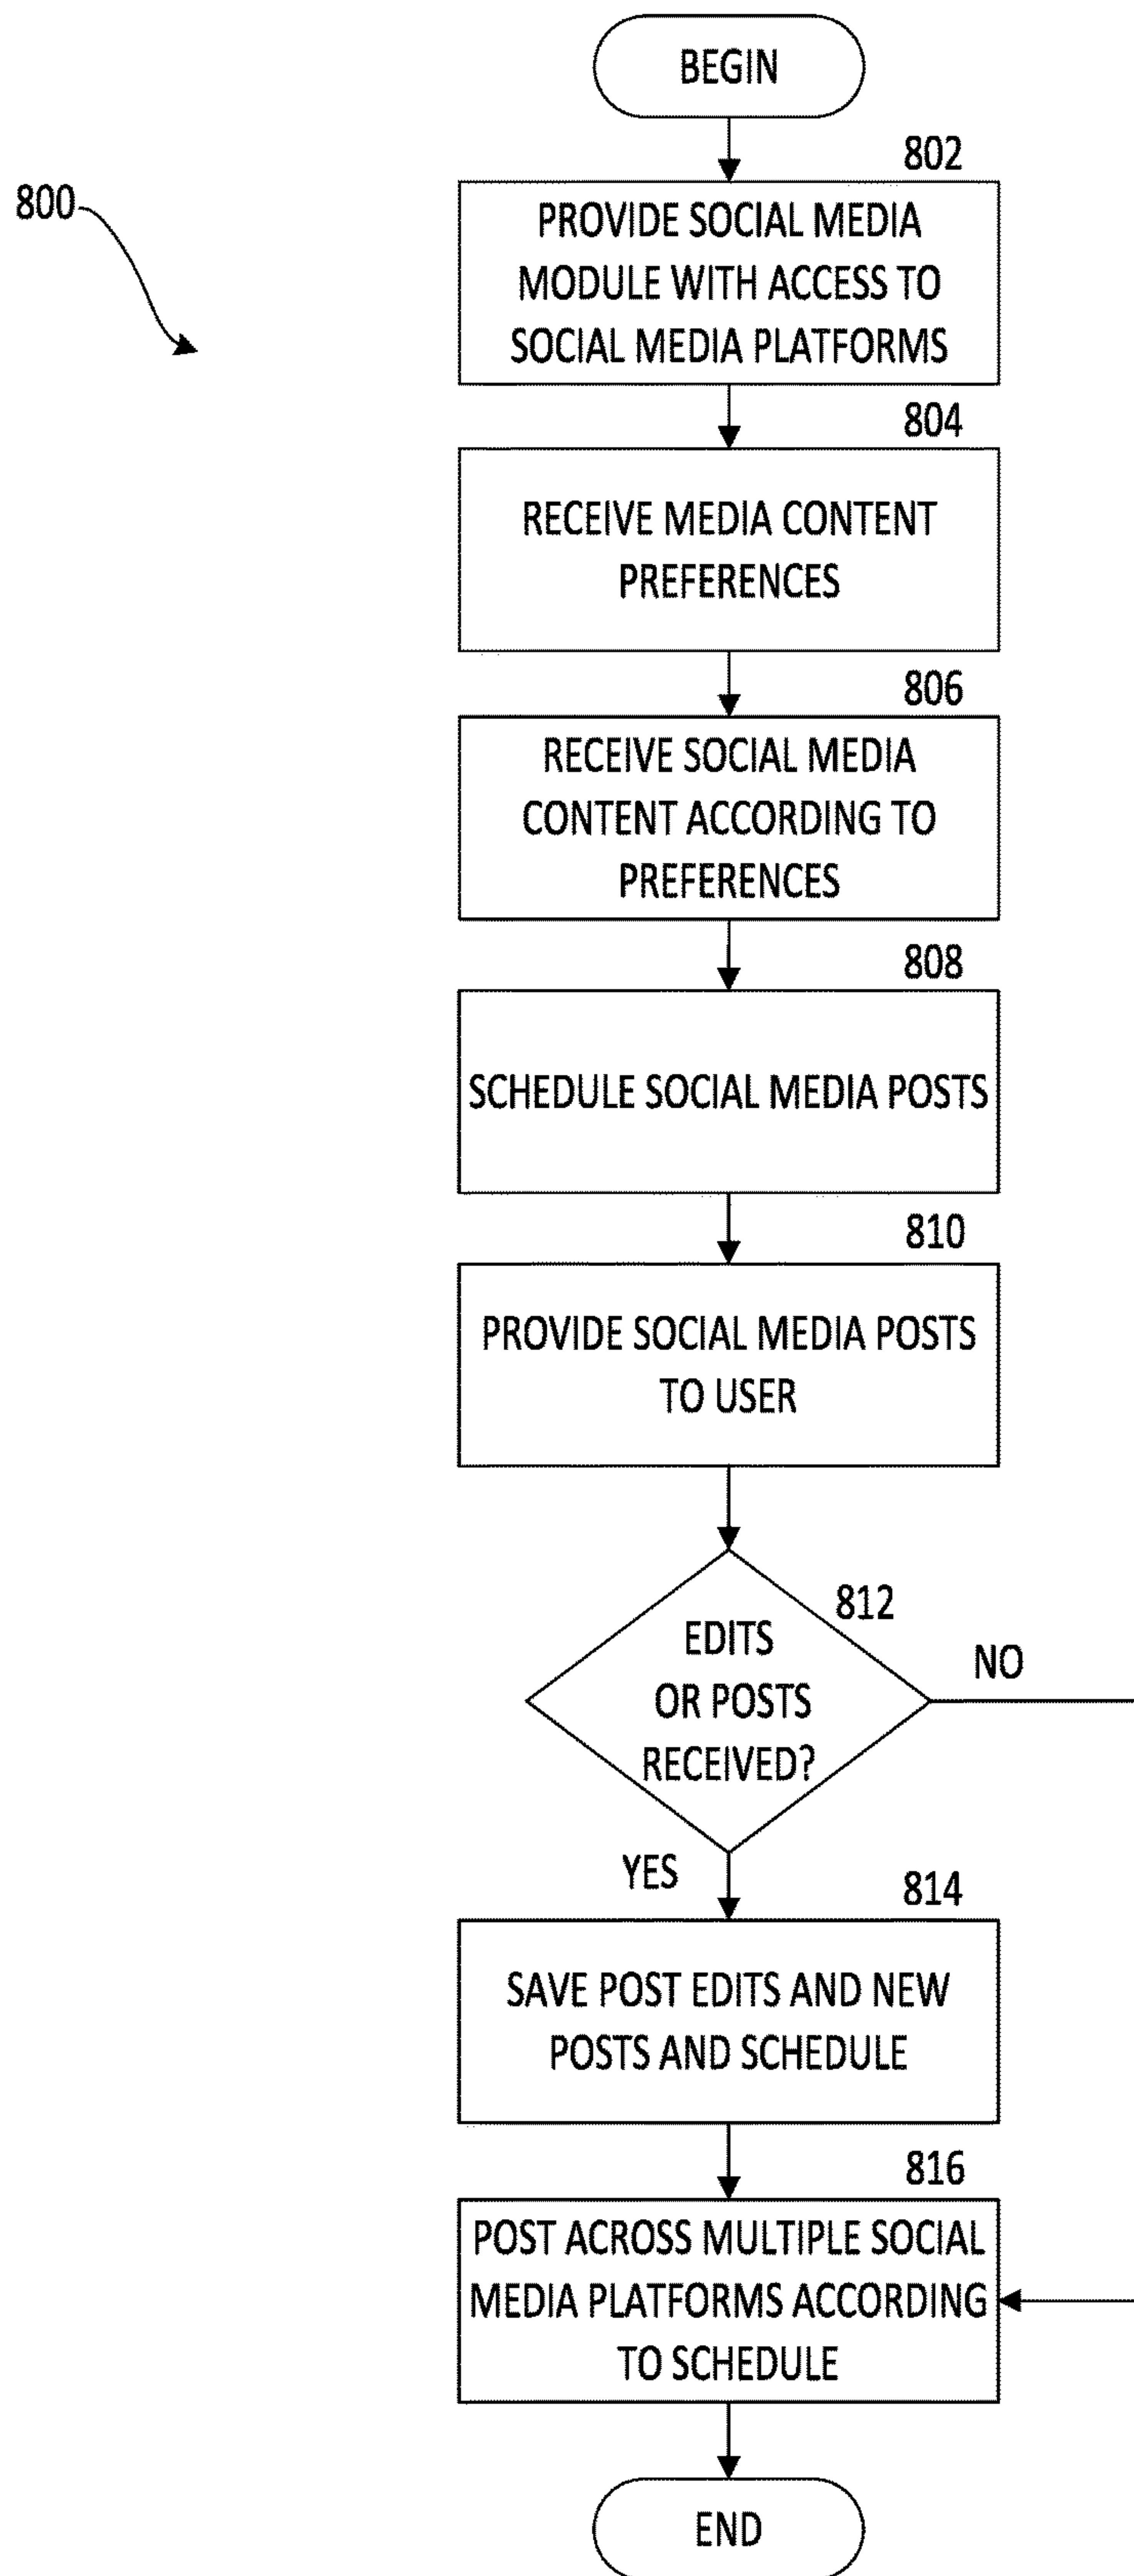 BEGIN
802
800
PROVIDE SOCIAL MEDIA
MODULE WITH ACCESS TO
SOCIAL MEDIA PLATFORMS
804
RECEIVE MEDIA CONTENT
PREFERENCES
806
RECEIVE SOCIAL MEDIA
CONTENT ACCORDING TO
PREFERENCES
808
SCHEDULE SOCIAL MEDIA POSTS
810
PROVIDE SOCIAL MEDIA POSTS
TO USER
812
EDITS
OR POSTS
RECEIVED?
NO
YES
814
SAVE POST EDITS AND NEW
POSTS AND SCHEDULE
816
POST ACROSS MULTIPLE SOCIAL
MEDIA PLATFORMS ACCORDING
TO SCHEDULE
END